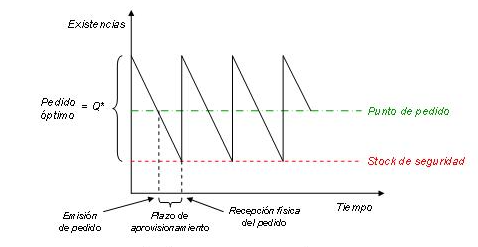 Existencias
Pedido
óptimo = Q*
Punto de pedido
Stock de seguridad
Tiempo
Emisión
de pedido
Plazo de
aprovisionamiento
Recepción física
del pedido